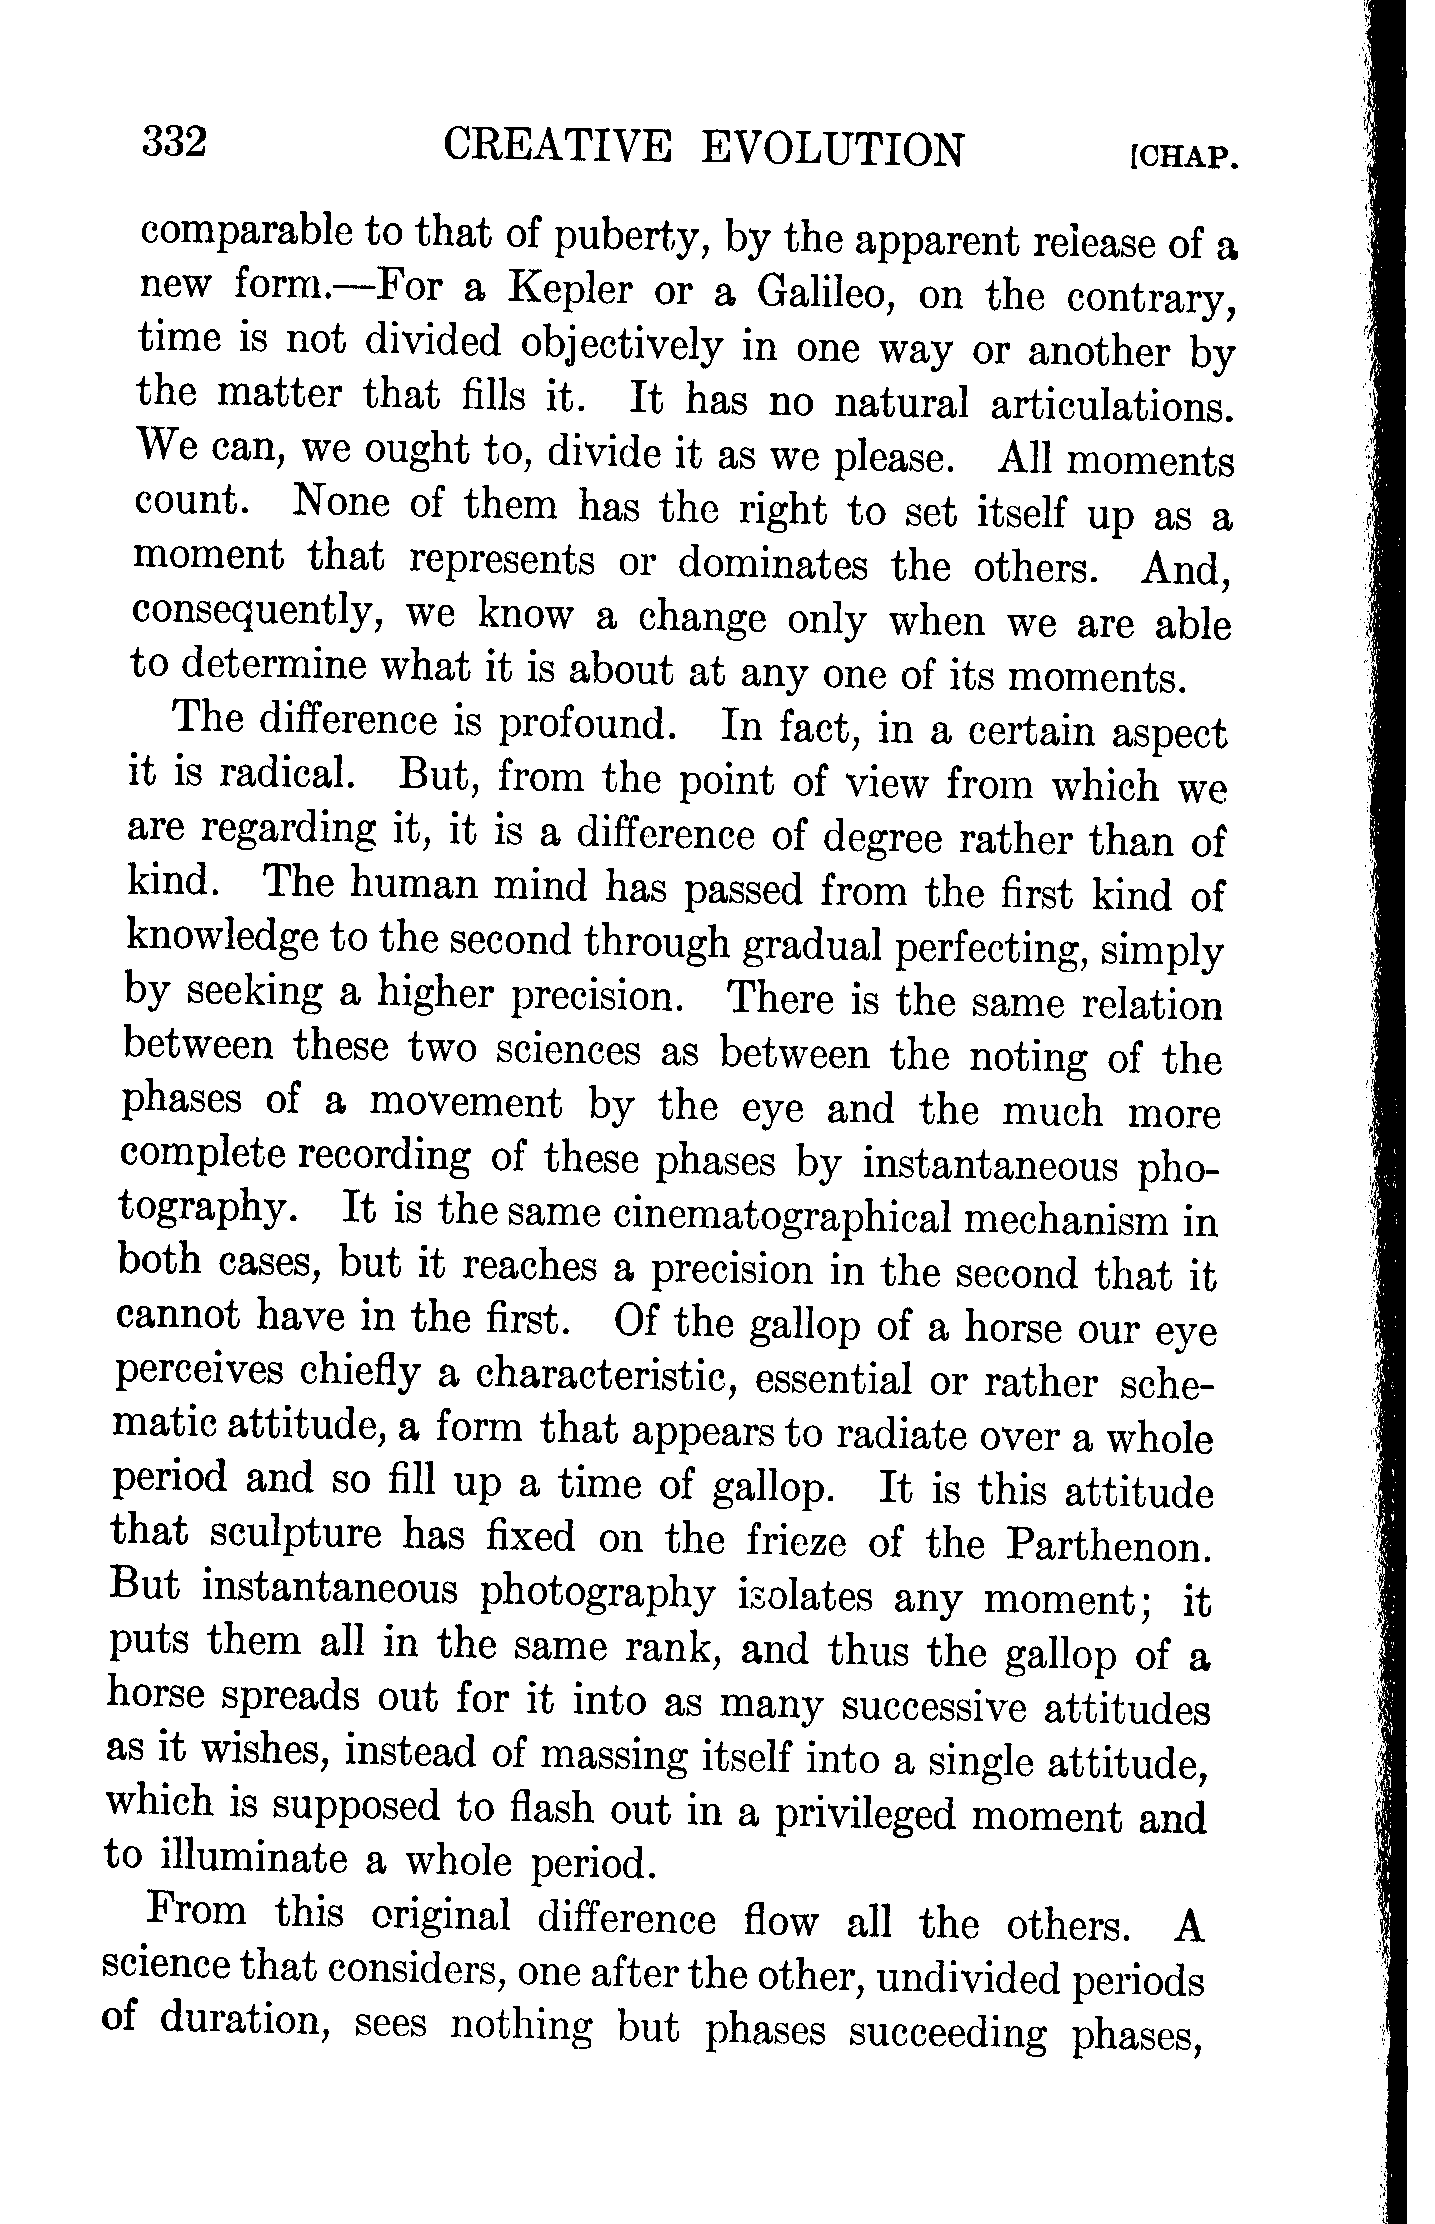 332 CREATIVE EVOLUTION [CHAP.
comparable to that of puberty, by the apparent release of a
new form.—For a Kepler or a Galileo, on the contrary,
time is not divided objectively in one way or another by
the matter that fills it. It has no natural articulations.
We can, we ought to, divide it as we please. All moments
count. None of them has the right to set itself up as a
moment that represents or dominates the others. And,
consequently, we know a change only when we are able
to determine what it is about at any one of its moments.
The difference is profound. In fact, in a certain aspect
it is radical. But, from the point of view from which we
are regarding it, it is a difference of degree rather than of
kind. The human mind has passed from the first kind of
knowledge to the second through gradual perfecting, simply
by seeking a higher precision. There is the same relation
between these two sciences as between the noting of the
phases of a movement by the eye and the much more
complete recording of these phases by instantaneous pho-
tography. It is the same cinematographical mechanism in
both cases, but it reaches a precision in the second that it
cannot have in the first. Of the gallop of a horse our eye
perceives chiefly a characteristic, essential or rather sche-
matic attitude, a form that appears to radiate over a whole
period and so fill up a time of gallop. It is this attitude
that sculpture has fixed on the frieze of the Parthenon.
But instantaneous photography isolates any moment; it
puts them all in the same rank, and thus the gallop of a
horse spreads out for it into as many successive attitudes
as it wishes, instead of massing itself into a single attitude,
which is supposed to flash out in a privileged moment and
to illuminate a whole period.
From this original difference flow all the others. A
science that considers, one after the other, undivided periods
of duration, sees nothing but phases succeeding phases,